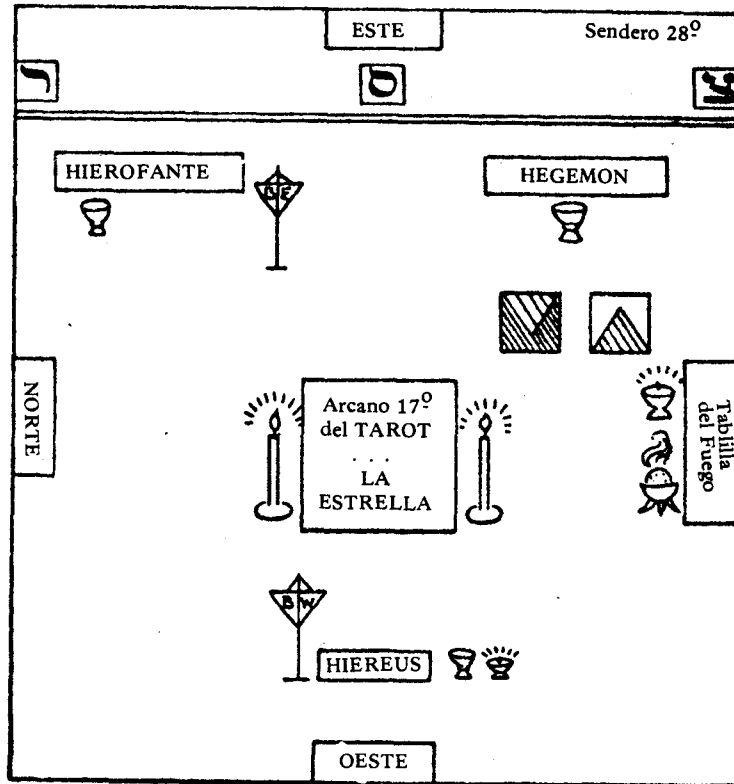 ESTE
Sendero 28º
ר ס צ
HIEROFANTE
B E
HEGEMON
NORTE
Arcano 17º
del TAROT
. . .
LA
ESTRELLA
Tablilla
del Fuego
B W
HIEREUS
OESTE